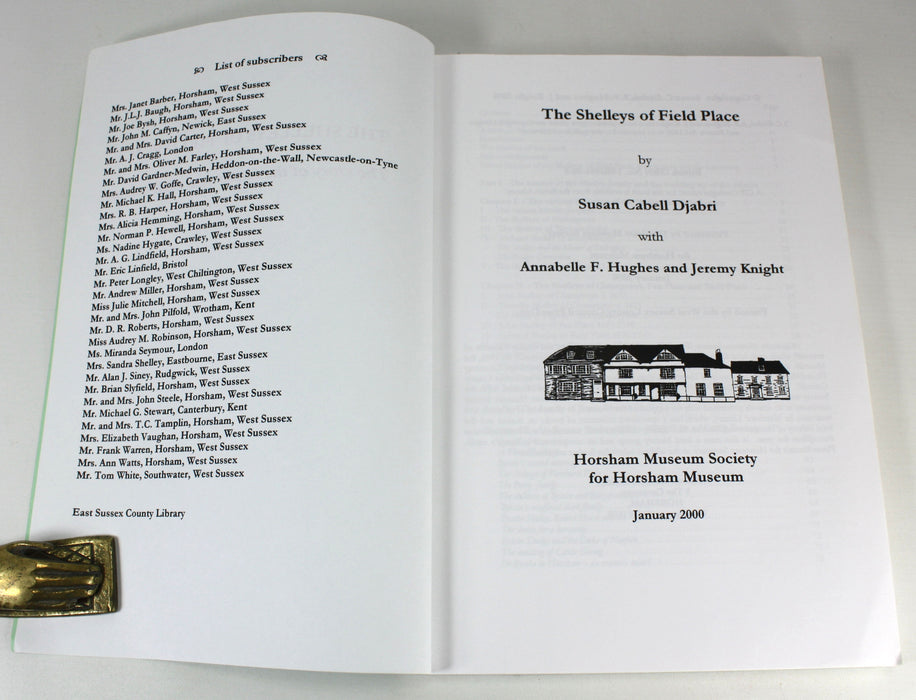 List of subscribers
Mrs. Janet Barber, Horsham, West Sussex
Mr. J.L.J. Baugh, Horsham, West Sussex
Mr. Joe Bysh, Horsham, West Sussex
Mr. John M. Caffyn, Newick, East Sussex
Mr. and Mrs. David Carter, Horsham, West Sussex
Mr. A. J. Cragg, London
Mr. and Mrs. Oliver M. Farley, Horsham, West Sussex
Mr. David Gardner-Medwin, Heddon-on-the-Wall, Newcastle-on-Tyne
Mrs. Audrey W. Goffe, Crawley, West Sussex
Mr. Michael K. Hall, Horsham, West Sussex
Mrs. R. B. Harper, Horsham, West Sussex
Mrs. Alicia Hemming, Horsham, West Sussex
Mr. Norman P. Hewell, Horsham, West Sussex
Ms. Nadine Hygate, Crawley, West Sussex
Mr. A. G. Lindfield, Horsham, West Sussex
Mr. Eric Linfield, Bristol
Mr. Peter Longley, West Chiltington, West Sussex
Mr. Andrew Miller, Horsham, West Sussex
Miss Julie Mitchell, Horsham, West Sussex
Mr. and Mrs. John Pilfold, Wrotham, Kent
Mr. D. R. Roberts, Horsham, West Sussex
Miss Audrey M. Robinson, Horsham, West Sussex
Ms. Miranda Seymour, London
Mrs. Sandra Shelley, Eastbourne, East Sussex
Mr. Alan J. Siney, Rudgwick, West Sussex
Mr. Brian Slyfield, Horsham, West Sussex
Mr. and Mrs. John Steele, Horsham, West Sussex
Mr. Michael G. Stewart, Canterbury, Kent
Mr. and Mrs. T.C. Tamplin, Horsham, West Sussex
Mrs. Elizabeth Vaughan, Horsham, West Sussex
Mr. Frank Warren, Horsham, West Sussex
Mrs. Ann Watts, Horsham, West Sussex
Mr. Tom White, Southwater, West Sussex
East Sussex County Library
The Shelleys of Field Place
by
Susan Cabell Djabri
with
Annabelle F. Hughes and Jeremy Knight
Horsham Museum Society
for Horsham Museum
January 2000